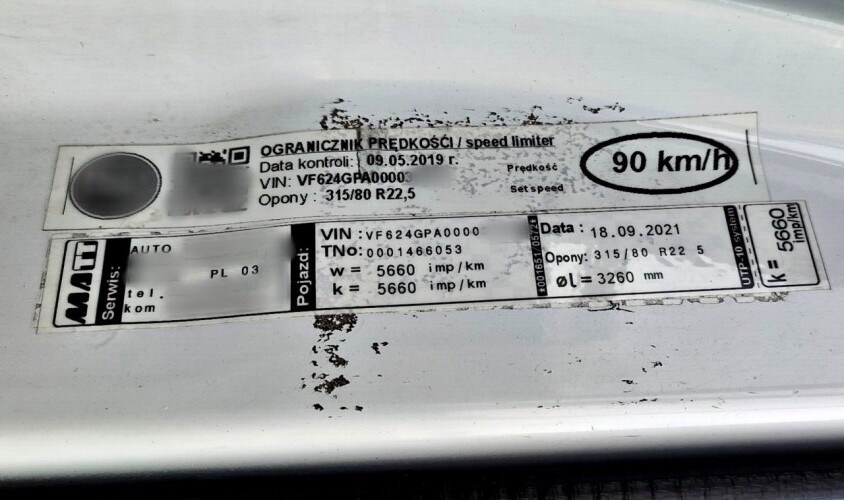 OGRANICZNIK PRĘDKOŚCI / speed limiter
Data kontroli: 09.05.2019 r.
VIN: VF624GPA0000
Opony : 315/80 R22,5
Prędkość
Set speed
90 km/h
MATT
Serwis:
AUTO
PL 03
tel.
kom
Pojazd:
VIN : VF624GPA0000
TNo: 0001466053
w = 5660 imp/km
k = 5660 imp/km
Data : 18.09.2021
Opony: 315/80 R22 5
øl = 3260 mm
UTP-10 system
k = 5660 imp/km